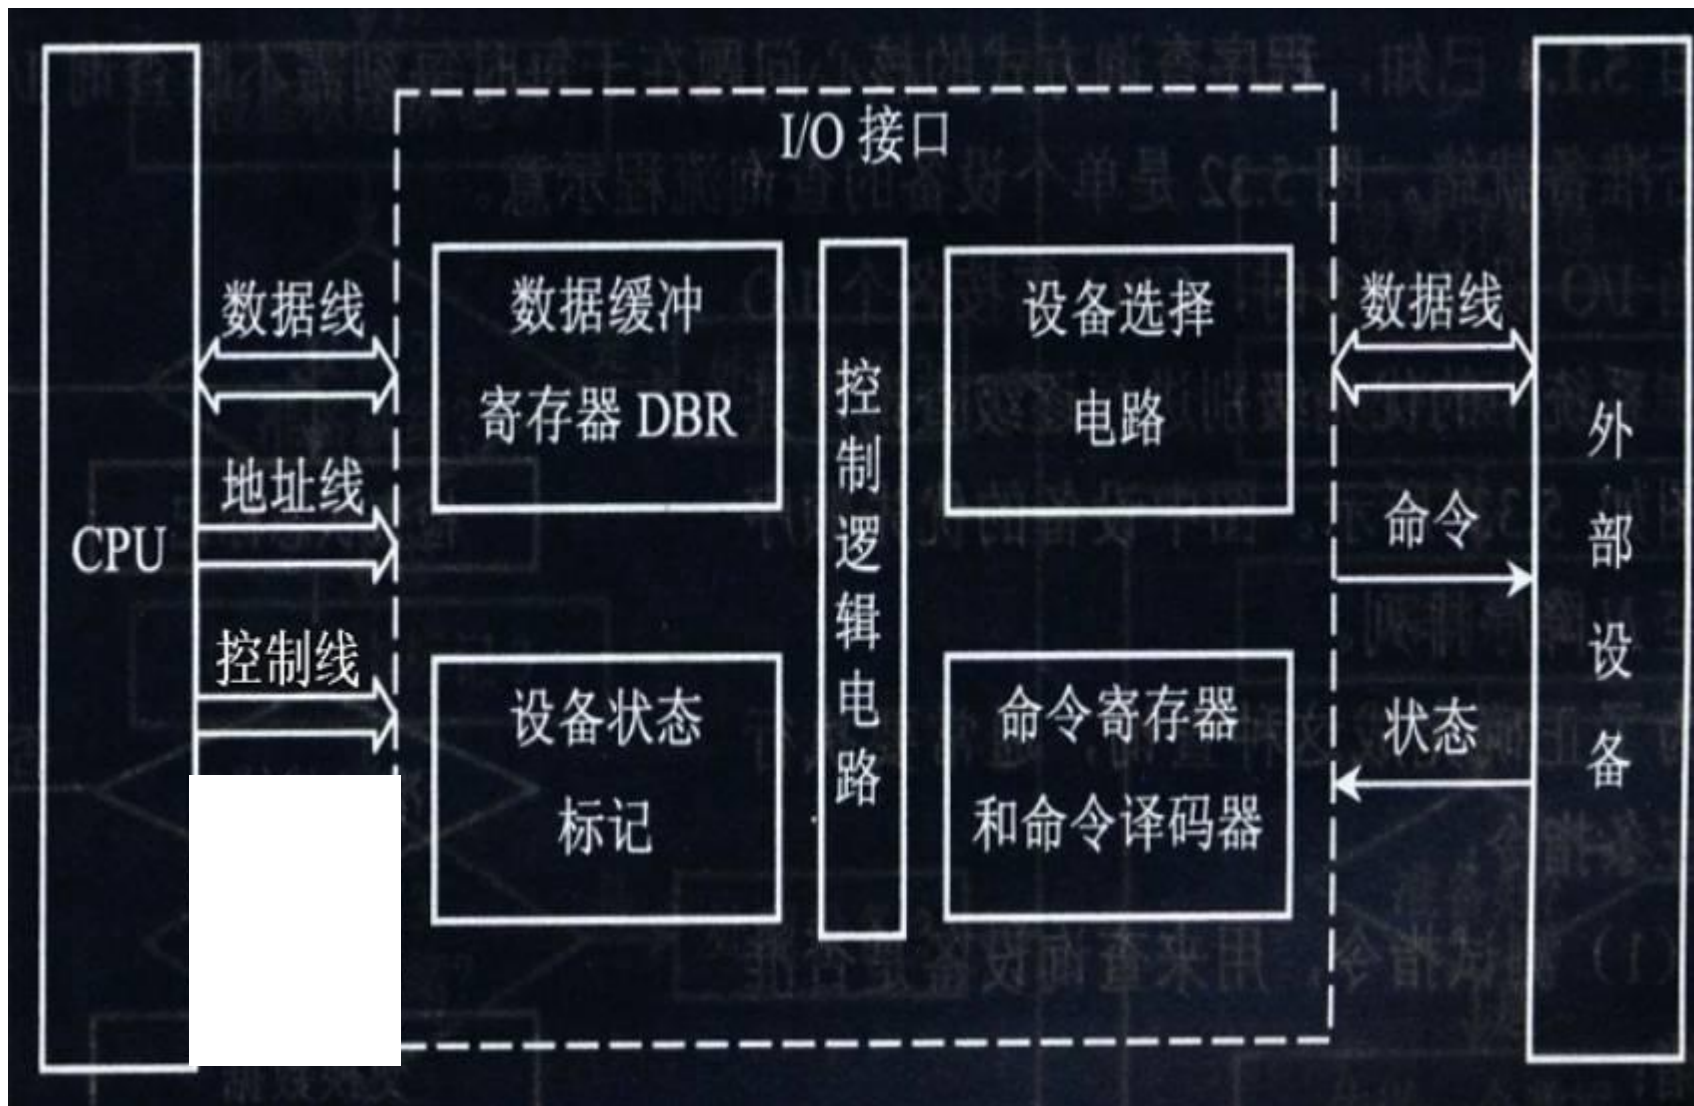 I/O 接口
CPU
数据线
地址线
控制线
数据缓冲
寄存器 DBR
设备状态
标记
控制逻辑电路
设备选择
电路
命令寄存器
和命令译码器
数据线
命令
状态
外部设备